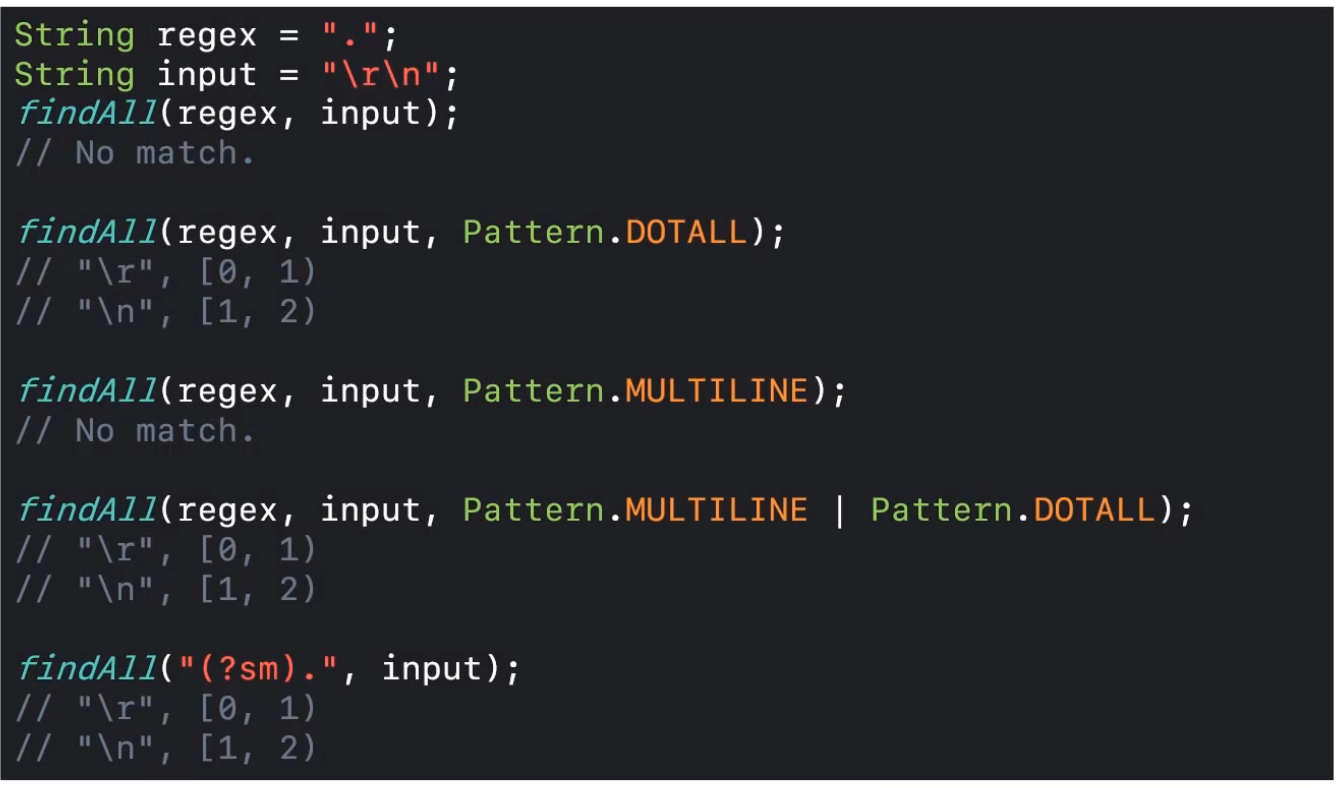 String regex = ".";
String input = "\r\n";
findAll(regex, input);
// No match.
findAll(regex, input, Pattern.DOTALL);
// "\r", [0, 1)
// "\n", [1, 2)
findAll(regex, input, Pattern.MULTILINE);
// No match.
findAll(regex, input, Pattern.MULTILINE | Pattern.DOTALL);
// "\r", [0, 1)
// "\n", [1, 2)
findAll("(?sm).", input);
// "\r", [0, 1)
// "\n", [1, 2)